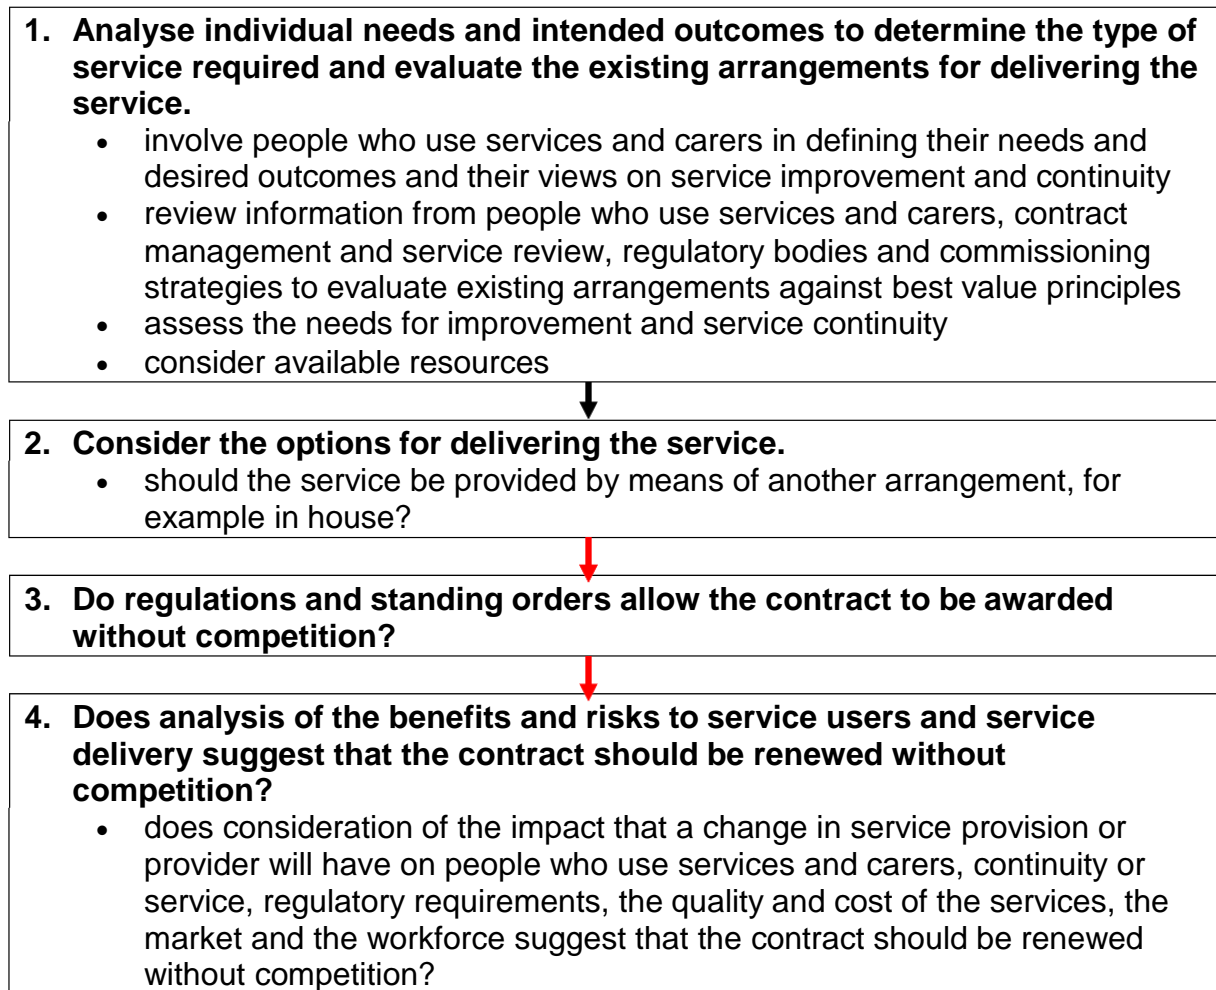 1. Analyse individual needs and intended outcomes to determine the type of
service required and evaluate the existing arrangements for delivering the
service.
• involve people who use services and carers in defining their needs and
desired outcomes and their views on service improvement and continuity
• review information from people who use services and carers, contract
management and service review, regulatory bodies and commissioning
strategies to evaluate existing arrangements against best value principles
• assess the needs for improvement and service continuity
• consider available resources
2. Consider the options for delivering the service.
• should the service be provided by means of another arrangement, for
example in house?
3. Do regulations and standing orders allow the contract to be awarded
without competition?
4. Does analysis of the benefits and risks to service users and service
delivery suggest that the contract should be renewed without
competition?
• does consideration of the impact that a change in service provision or
provider will have on people who use services and carers, continuity or
service, regulatory requirements, the quality and cost of the services, the
market and the workforce suggest that the contract should be renewed
without competition?